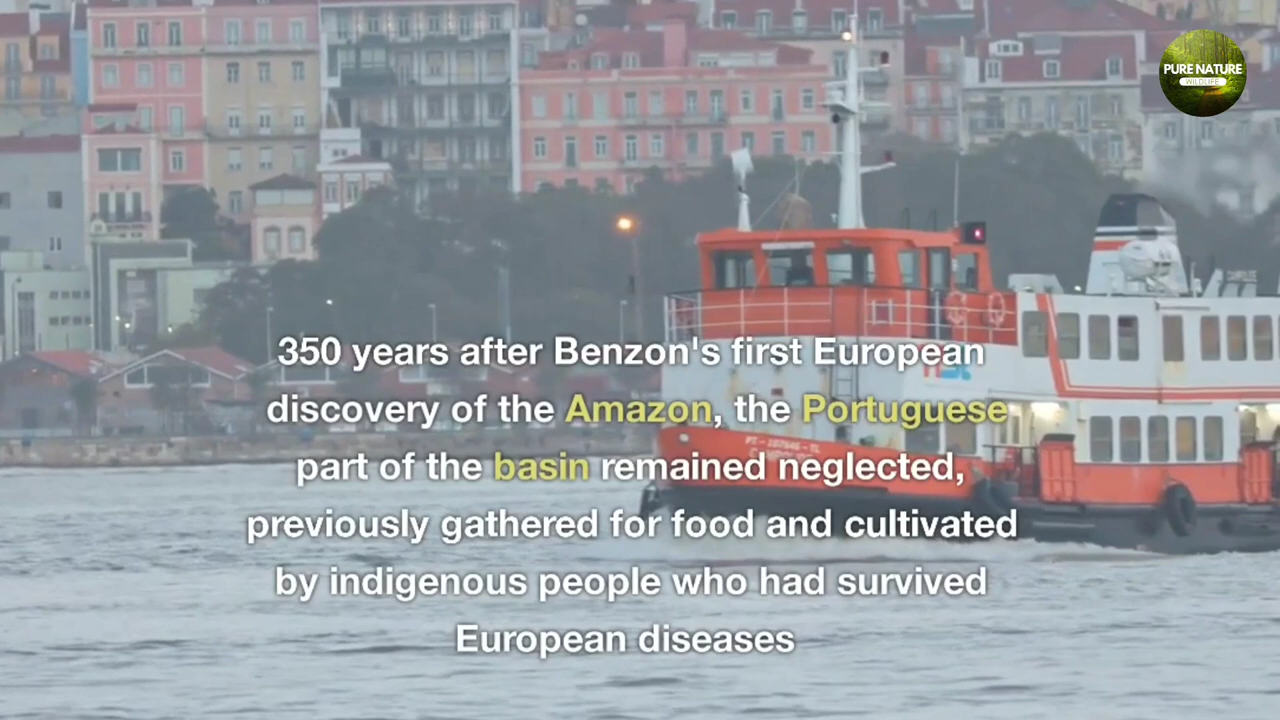 PURE NATURE
WILDLIFE
350 years after Benzon's first European
discovery of the Amazon, the Portuguese
part of the basin remained neglected,
previously gathered for food and cultivated
by indigenous people who had survived
European diseases